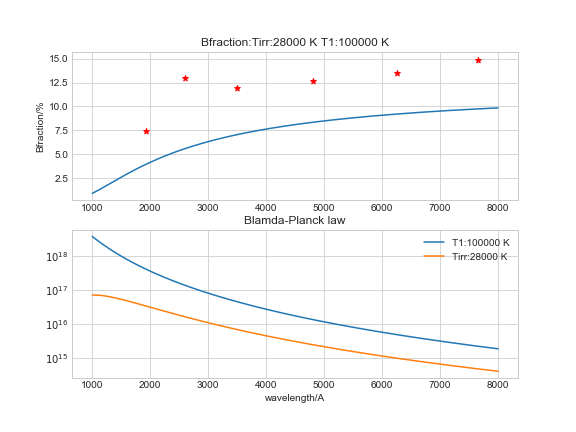 Bfraction:Tirr:28000 K T1:100000 K
Bfraction/%
15.0
12.5
10.0
7.5
5.0
2.5
1000 2000 3000 4000 5000 6000 7000 8000
Blamda-Planck law
T1:100000 K
Tirr:28000 K
10^18
10^17
10^16
10^15
1000 2000 3000 4000 5000 6000 7000 8000
wavelength/A